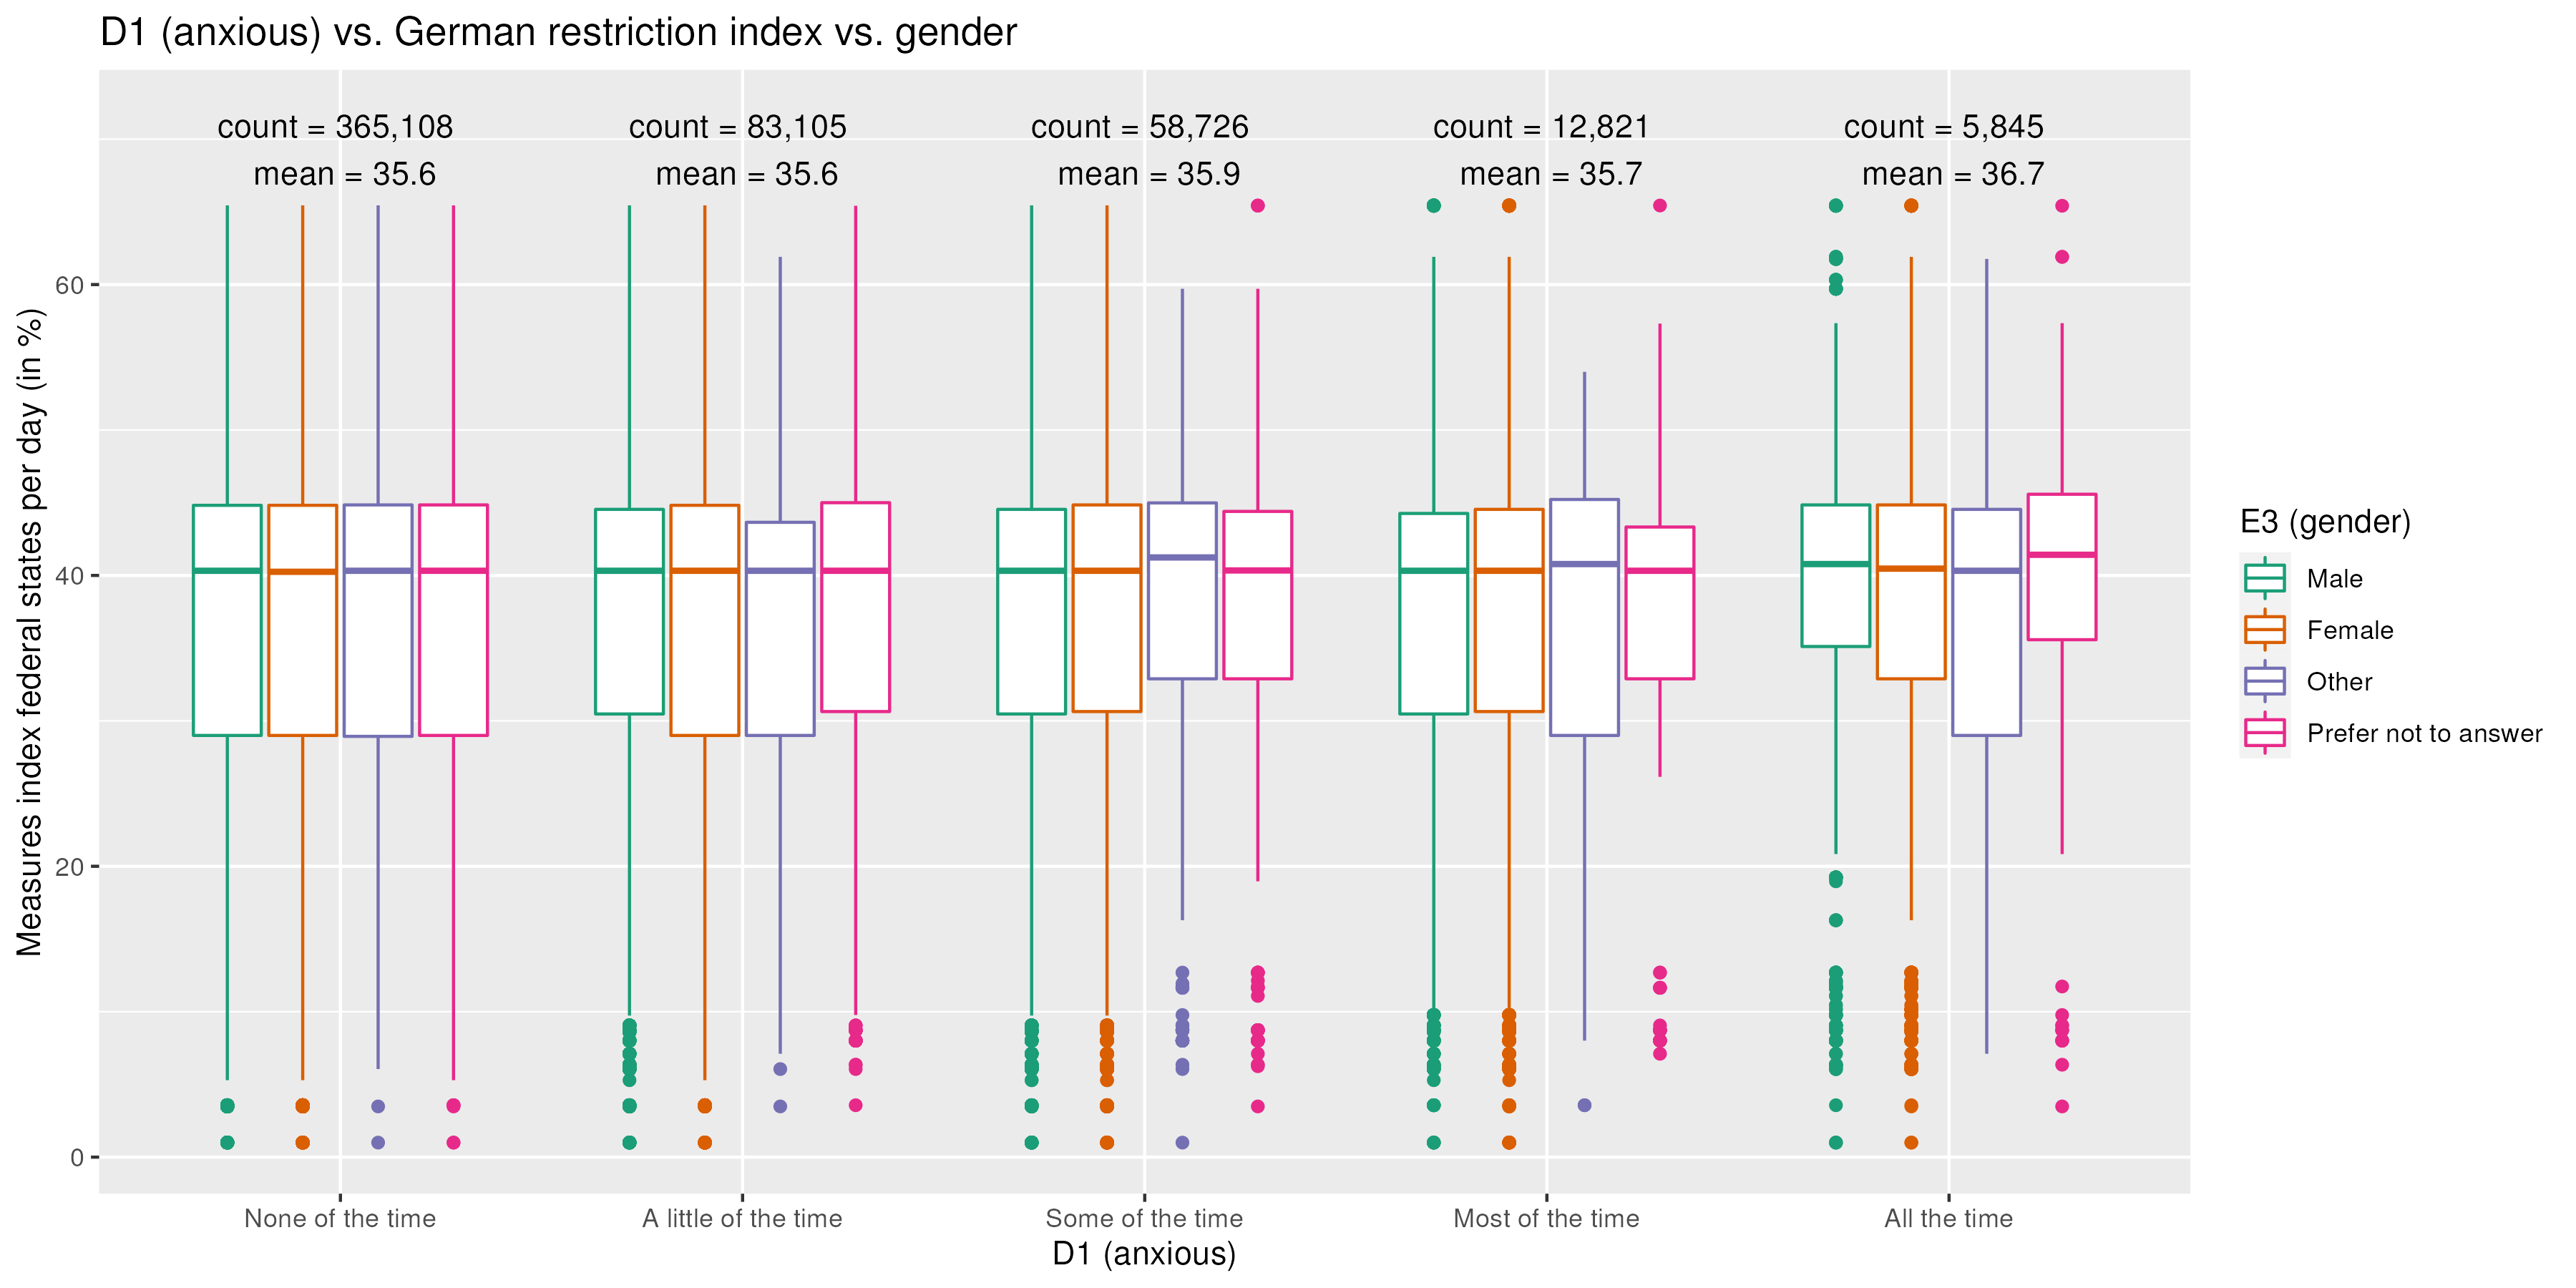 D1 (anxious) vs. German restriction index vs. gender
count = 365,108
mean = 35.6
count = 83,105
mean = 35.6
count = 58,726
mean = 35.9
count = 12,821
mean = 35.7
count = 5,845
mean = 36.7
Measures index federal states per day (in %)
60
40
20
0
None of the time
A little of the time
Some of the time
Most of the time
All the time
D1 (anxious)
E3 (gender)
Male
Female
Other
Prefer not to answer